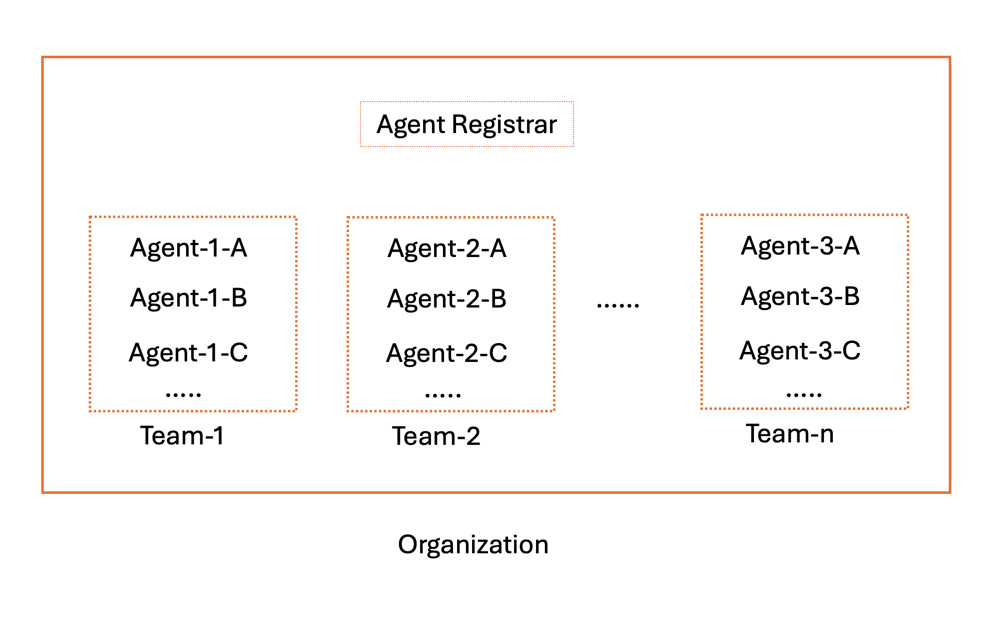 Agent Registrar
Agent-1-A
Agent-1-B
Agent-1-C
.....
Team-1
Agent-2-A
Agent-2-B
Agent-2-C
.....
Team-2
......
Agent-3-A
Agent-3-B
Agent-3-C
.....
Team-n
Organization